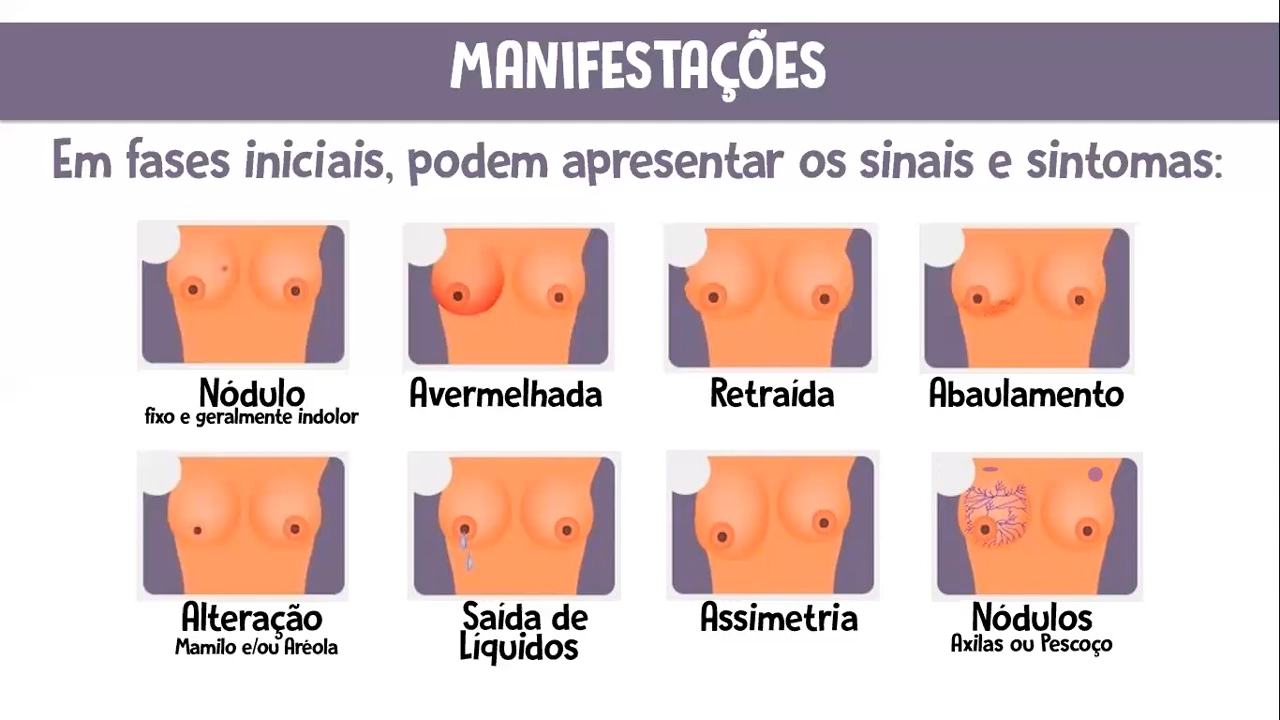 MANIFESTAÇÕES
Em fases iniciais, podem apresentar os sinais e sintomas:
Nódulo
fixo e geralmente indolor
Avermelhada
Retraída
Abaulamento
Alteração
Mamilo e/ou Aréola
Saída de
Líquidos
Assimetria
Nódulos
Axilas ou Pescoço